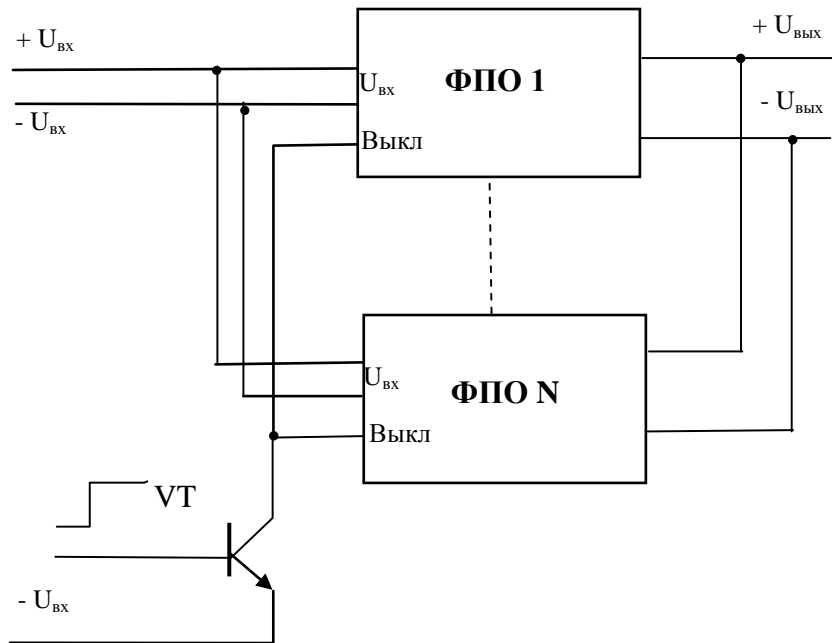 + Uвх
+ Uвых
Uвх
ФПО 1
- Uвых
- Uвх
Выкл
Uвх
ФПО N
Выкл
VT
- Uвх